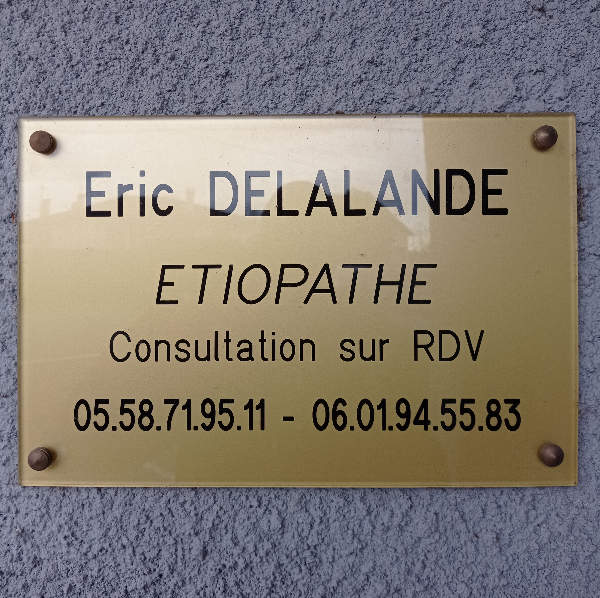 Eric DELALANDE
ETIOPATHE
Consultation sur RDV
05.58.71.95.11 - 06.01.94.55.83